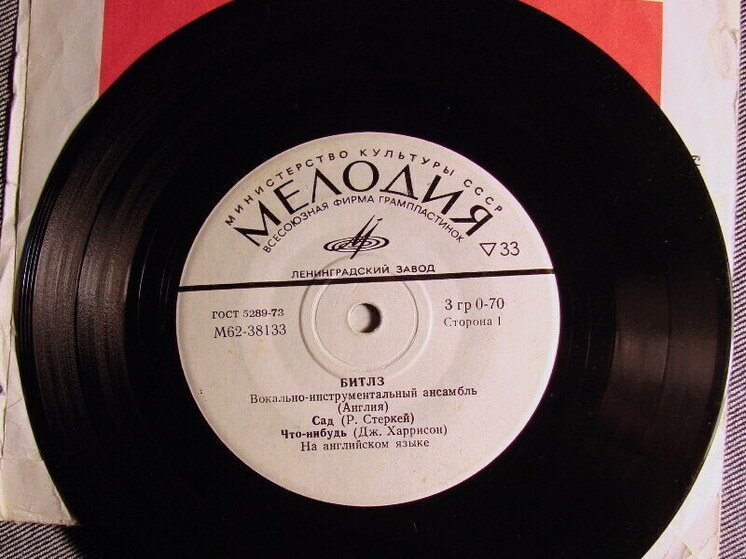 МИНИСТЕРСТВО КУЛЬТУРЫ СССР
МЕЛОДИЯ
ВСЕСОЮЗНАЯ ФИРМА ГРАМПЛАСТИНОК
▽33
ЛЕНИНГРАДСКИЙ ЗАВОД
ГОСТ 5289-73
3 гр 0-70
М62-38133
Сторона 1
БИТЛЗ
Вокально-инструментальный ансамбль
(Англия)
Сад (Р. Стеркей)
Что-нибудь (Дж. Харрисон)
На английском языке